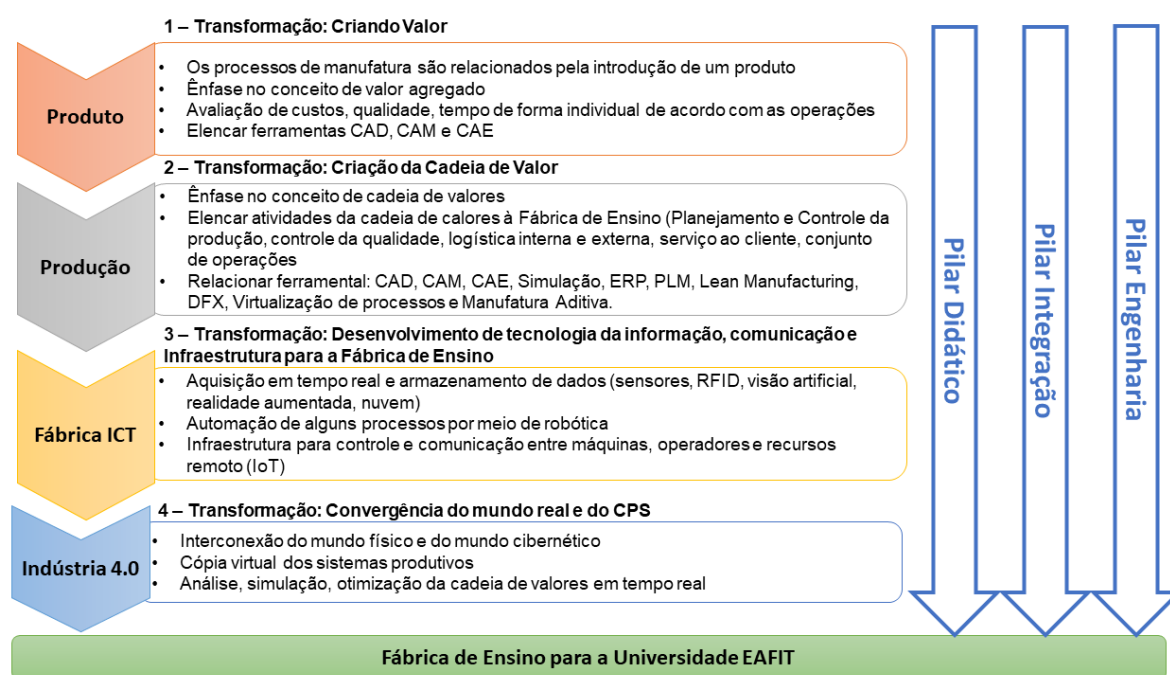 1 – Transformação: Criando Valor
Produto
• Os processos de manufatura são relacionados pela introdução de um produto
• Ênfase no conceito de valor agregado
• Avaliação de custos, qualidade, tempo de forma individual de acordo com as operações
• Elencar ferramentas CAD, CAM e CAE
2 – Transformação: Criação da Cadeia de Valor
Produção
• Ênfase no conceito de cadeia de valores
• Elencar atividades da cadeia de calores à Fábrica de Ensino (Planejamento e Controle da
produção, controle da qualidade, logística interna e externa, serviço ao cliente, conjunto
de operações
• Relacionar ferramental: CAD, CAM, CAE, Simulação, ERP, PLM, Lean Manufacturing,
DFX, Virtualização de processos e Manufatura Aditiva.
3 – Transformação: Desenvolvimento de tecnologia da informação, comunicação e
Infraestrutura para a Fábrica de Ensino
Fábrica ICT
• Aquisição em tempo real e armazenamento de dados (sensores, RFID, visão artificial,
realidade aumentada, nuvem)
• Automação de alguns processos por meio de robótica
• Infraestrutura para controle e comunicação entre máquinas, operadores e recursos
remoto (IoT)
4 – Transformação: Convergência do mundo real e do CPS
Indústria 4.0
• Interconexão do mundo físico e do mundo cibernético
• Cópia virtual dos sistemas produtivos
• Análise, simulação, otimização da cadeia de valores em tempo real
Pilar Didático
Pilar Integração
Pilar Engenharia
Fábrica de Ensino para a Universidade EAFIT